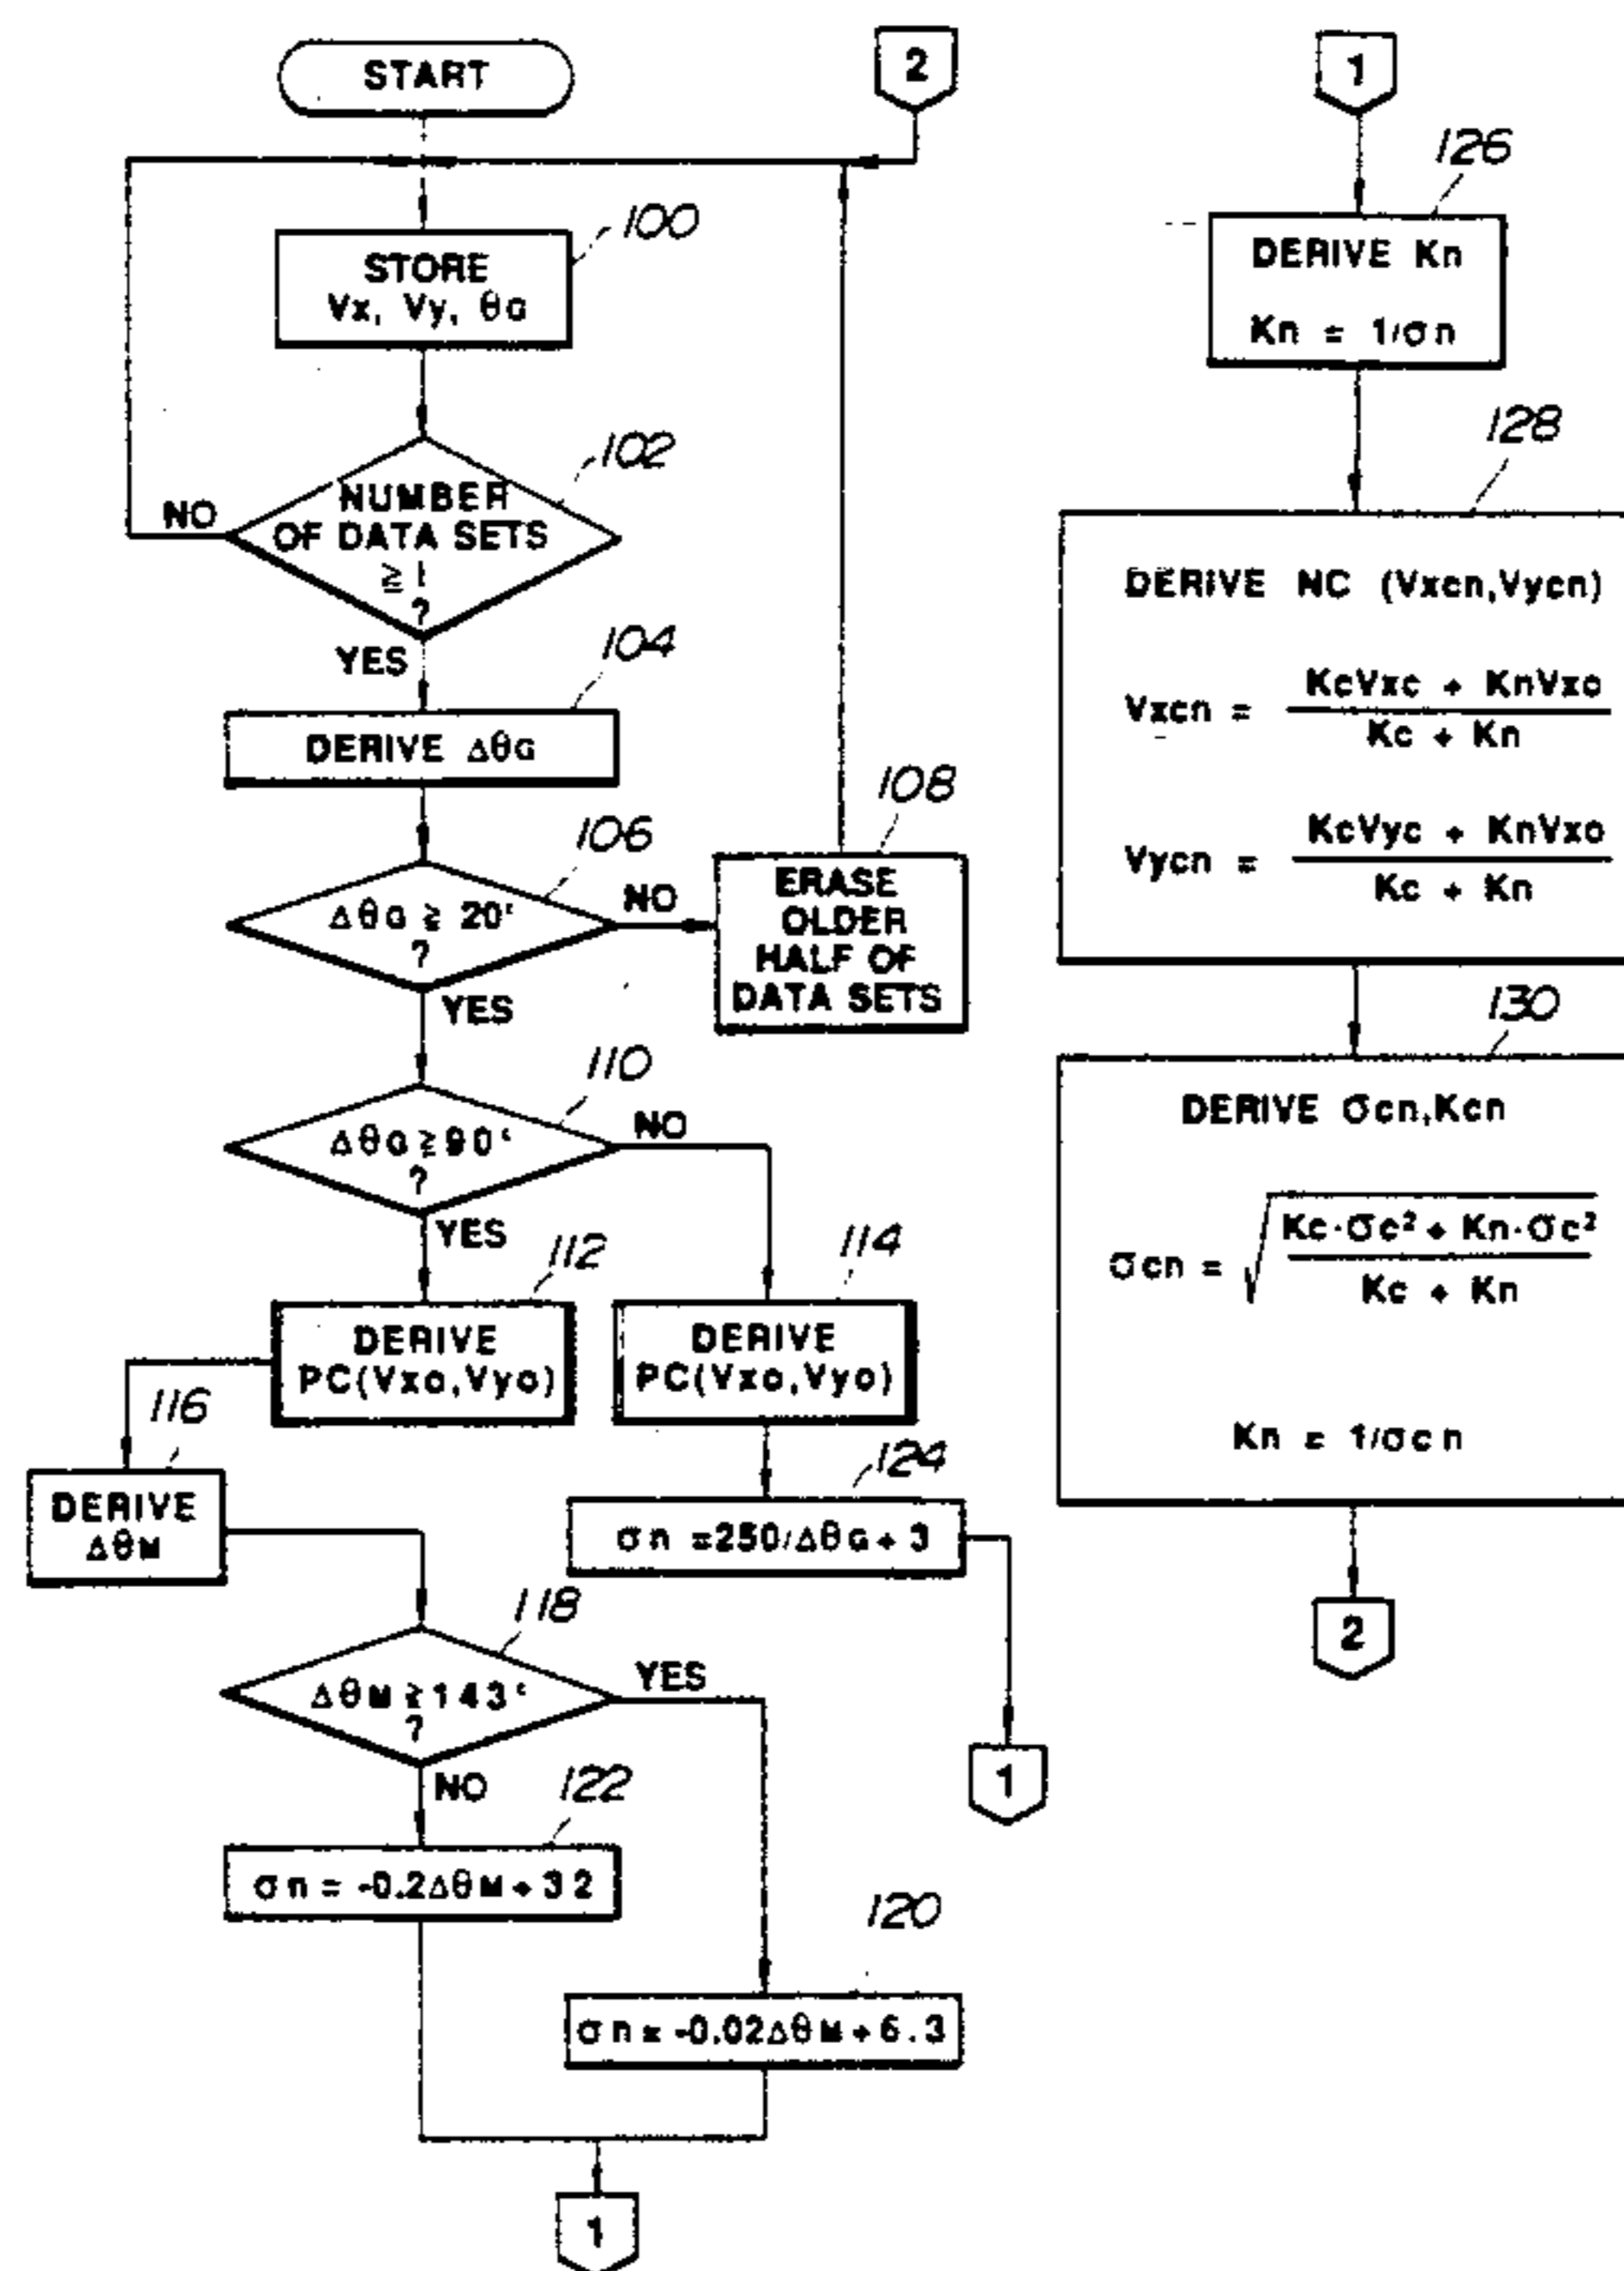 START
100
STORE
Vx, Vy, θG
102
NUMBER
OF DATA SETS
≧ I
?
NO
YES
104
DERIVE ΔθG
106
ΔθG ≧ 20°
?
NO
YES
108
ERASE
OLDER
HALF OF
DATA SETS
110
ΔθG ≧ 90°
?
NO
YES
112
DERIVE
PC(Vxo,Vyo)
114
DERIVE
PC(Vxo,Vyo)
116
DERIVE
ΔθM
124
σn = 250/ΔθG + 3
1
118
ΔθM ≧ 143°
?
YES
NO
122
σn = -0.2ΔθM + 32
120
σn = -0.02ΔθM + 6.3
1
2
1
126
DERIVE Kn
Kn = 1/σn
128
DERIVE NC (Vxcn,Vycn)
KcVxc + KnVxo
Vxcn =
Kc + Kn
KcVyc + KnVxo
Vycn =
Kc + Kn
130
DERIVE σcn,Kcn
Kc·σc² + Kn·σc²
σcn = √
Kc + Kn
Kn = 1/σcn
2